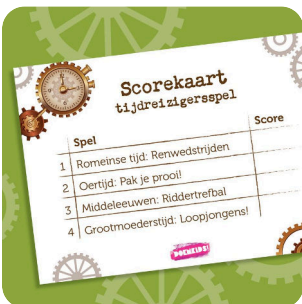 Scorekaart
tijdreizigersspel
Spel Score
1 Romeinse tijd: Renwedstrijden
2 Oertijd: Pak je prooi!
3 Middeleeuwen: Riddertrefbal
4 Grootmoederstijd: Loopjongens!
DOENKIDS!